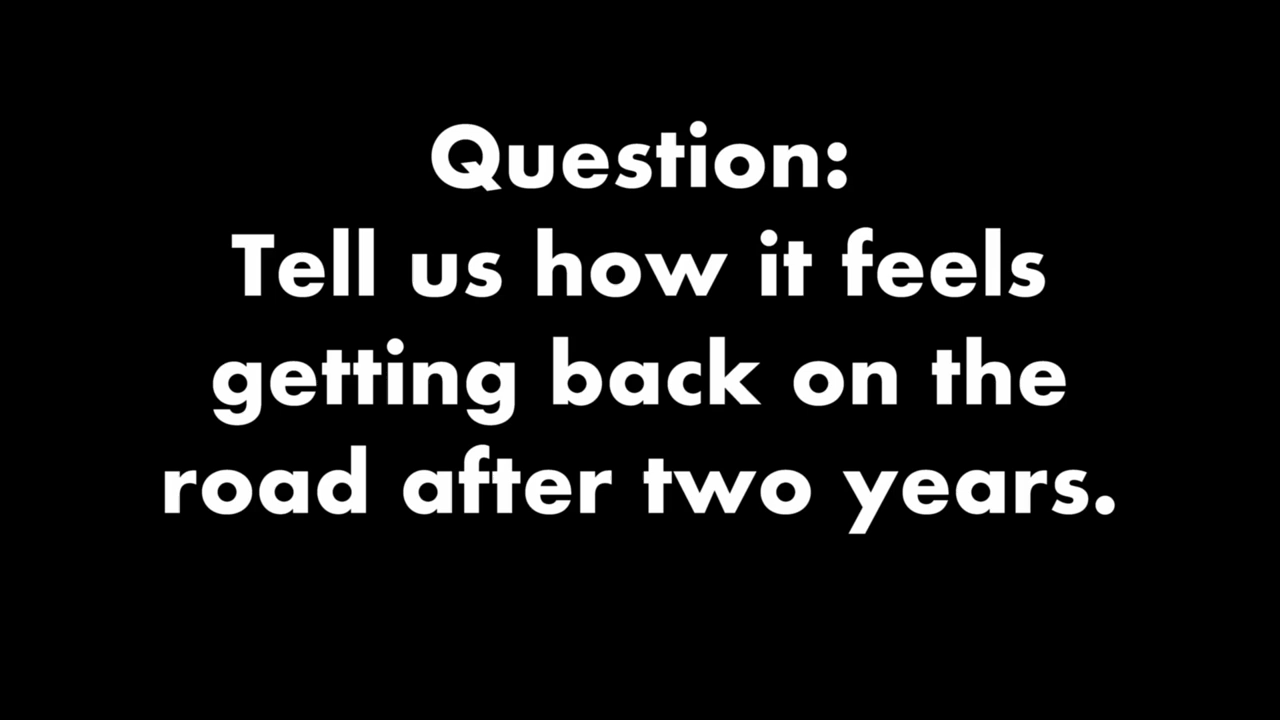 Question:
Tell us how it feels
getting back on the
road after two years.